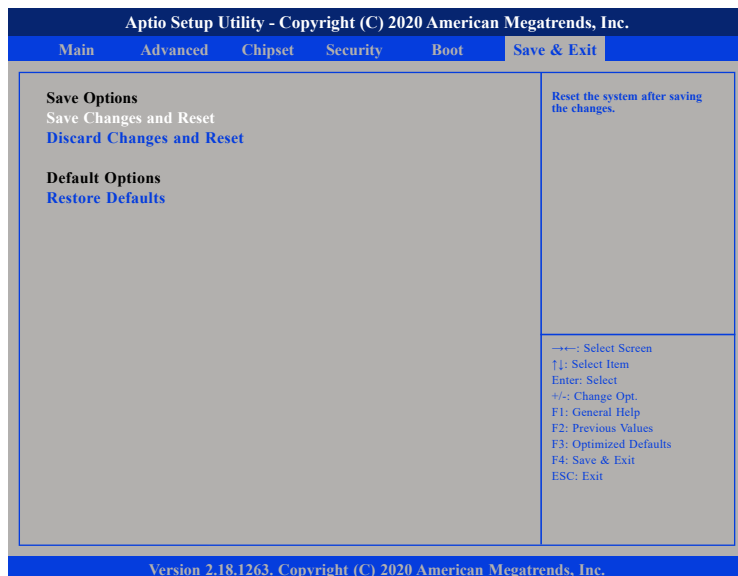 Aptio Setup Utility - Copyright (C) 2020 American Megatrends, Inc.
Main Advanced Chipset Security Boot Save & Exit
Save Options
Save Changes and Reset
Discard Changes and Reset
Default Options
Restore Defaults
Reset the system after saving
the changes.
→←: Select Screen
↑↓: Select Item
Enter: Select
+/-: Change Opt.
F1: General Help
F2: Previous Values
F3: Optimized Defaults
F4: Save & Exit
ESC: Exit
Version 2.18.1263. Copyright (C) 2020 American Megatrends, Inc.